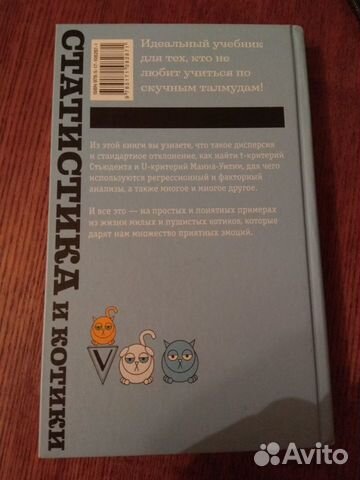 Идеальный учебник
для тех, кто не
любит учиться по
скучным талмудам!
Из этой книги вы узнаете, что такое дисперсия
и стандартное отклонение, как найти t-критерий
Стьюдента и U-критерий Манна-Уитни, для чего
используются регрессионный и факторный
анализы, а также многое и многое другое.
И все это — на простых и понятных примерах
из жизни милых и пушистых котиков, которые
дарят нам множество приятных эмоций.
СТАТИСТИКА И КОТИКИ
V
Avito